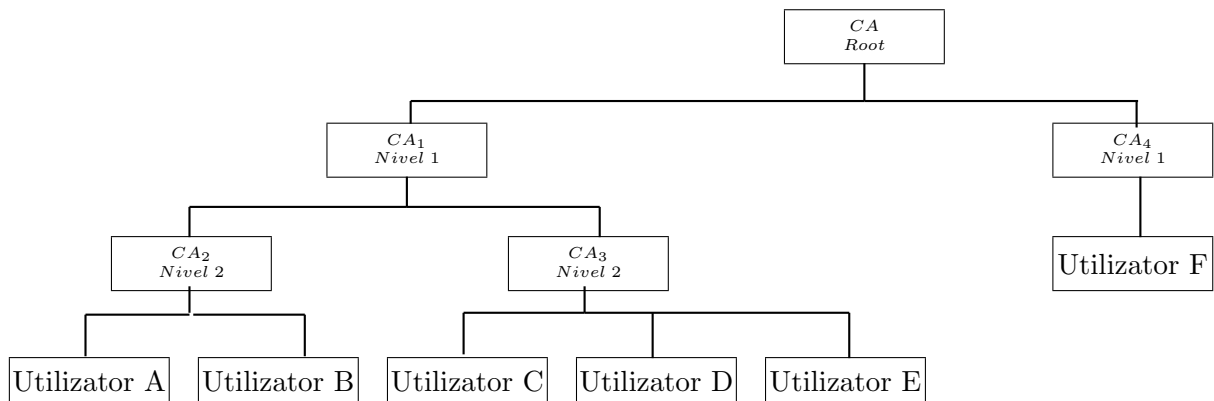 CA
Root
CA₁
Nivel 1
CA₄
Nivel 1
CA₂
Nivel 2
CA₃
Nivel 2
Utilizator F
Utilizator A
Utilizator B
Utilizator C
Utilizator D
Utilizator E